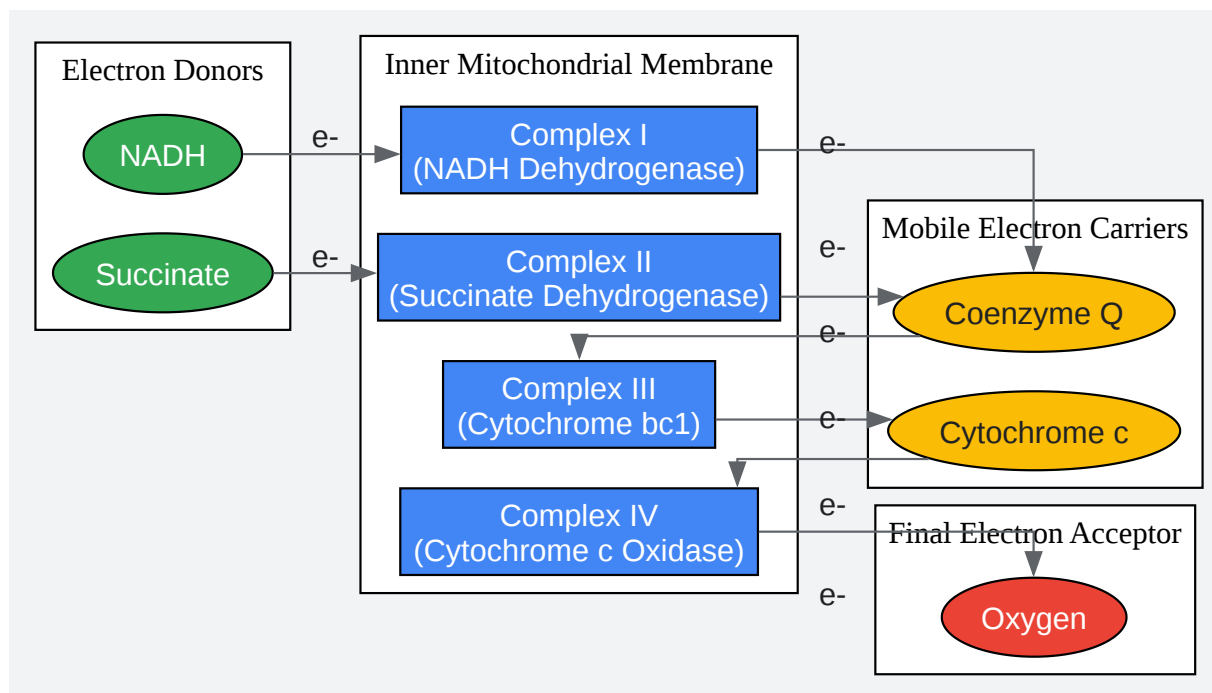 Electron Donors
NADH
Succinate
e-
e-
Inner Mitochondrial Membrane
Complex I
(NADH Dehydrogenase)
Complex II
(Succinate Dehydrogenase)
Complex III
(Cytochrome bc1)
Complex IV
(Cytochrome c Oxidase)
e-
e-
e-
e-
e-
e-
Mobile Electron Carriers
Coenzyme Q
Cytochrome c
Final Electron Acceptor
Oxygen